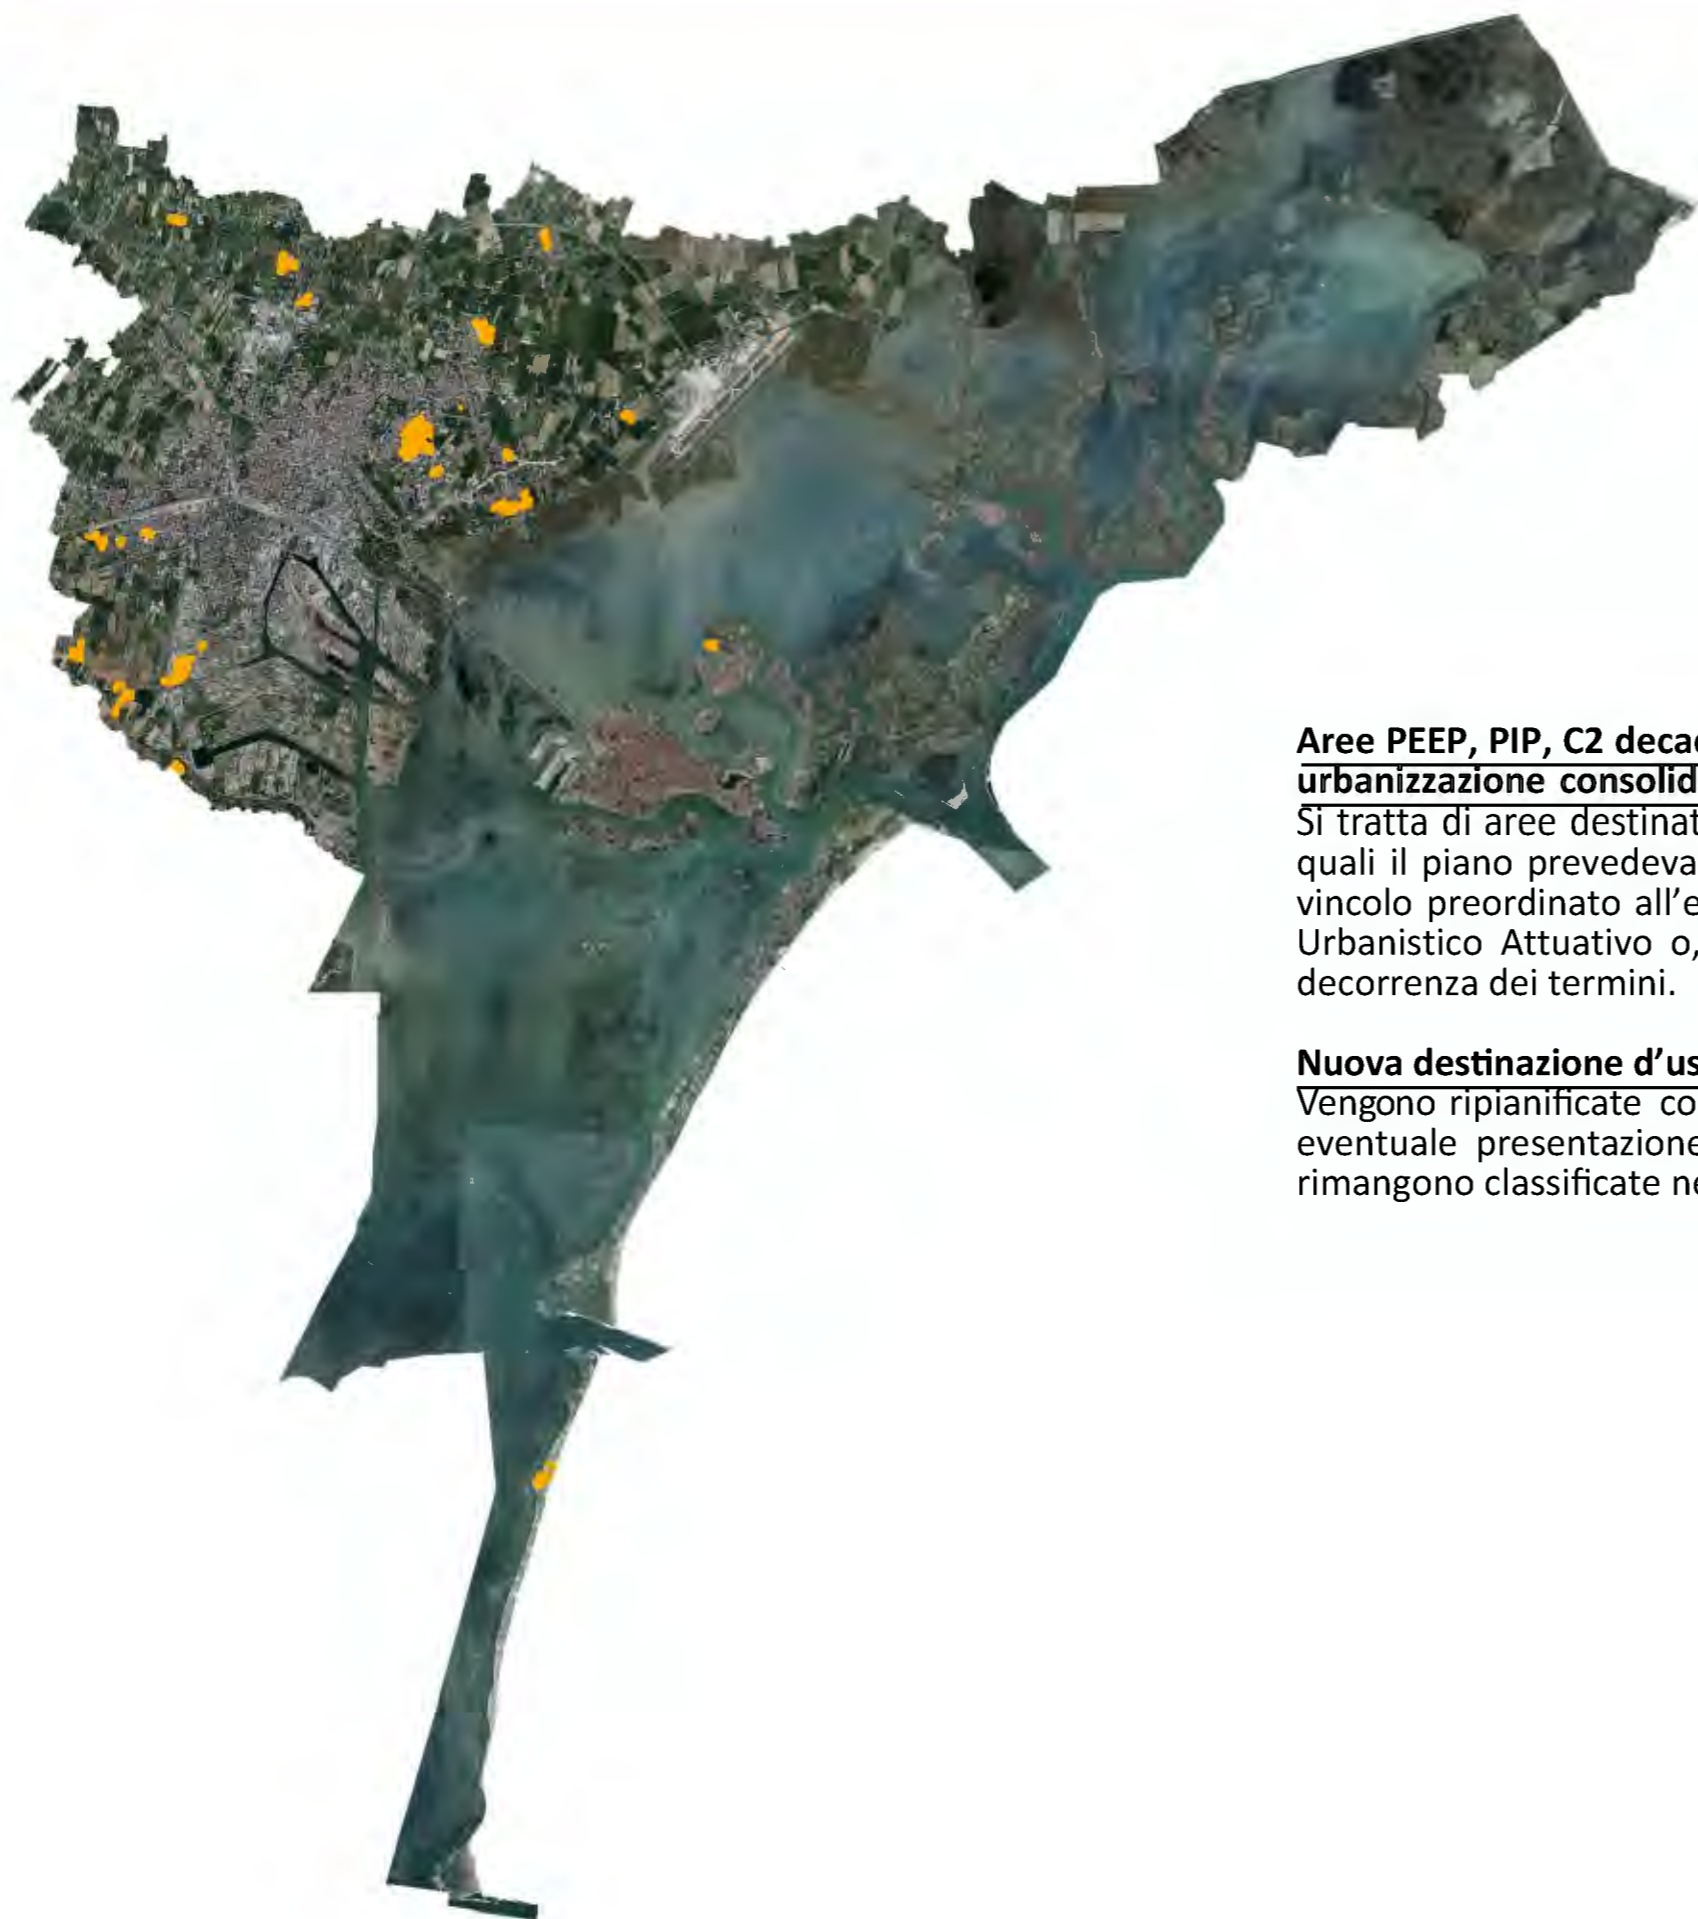 Aree PEEP, PIP, C2 decad
urbanizzazione consolid
Si tratta di aree destinat
quali il piano prevedeva
vincolo preordinato all’e
Urbanistico Attuativo o,
decorrenza dei termini.
Nuova destinazione d’us
Vengono ripianificate co
eventuale presentazione
rimangono classificate ne